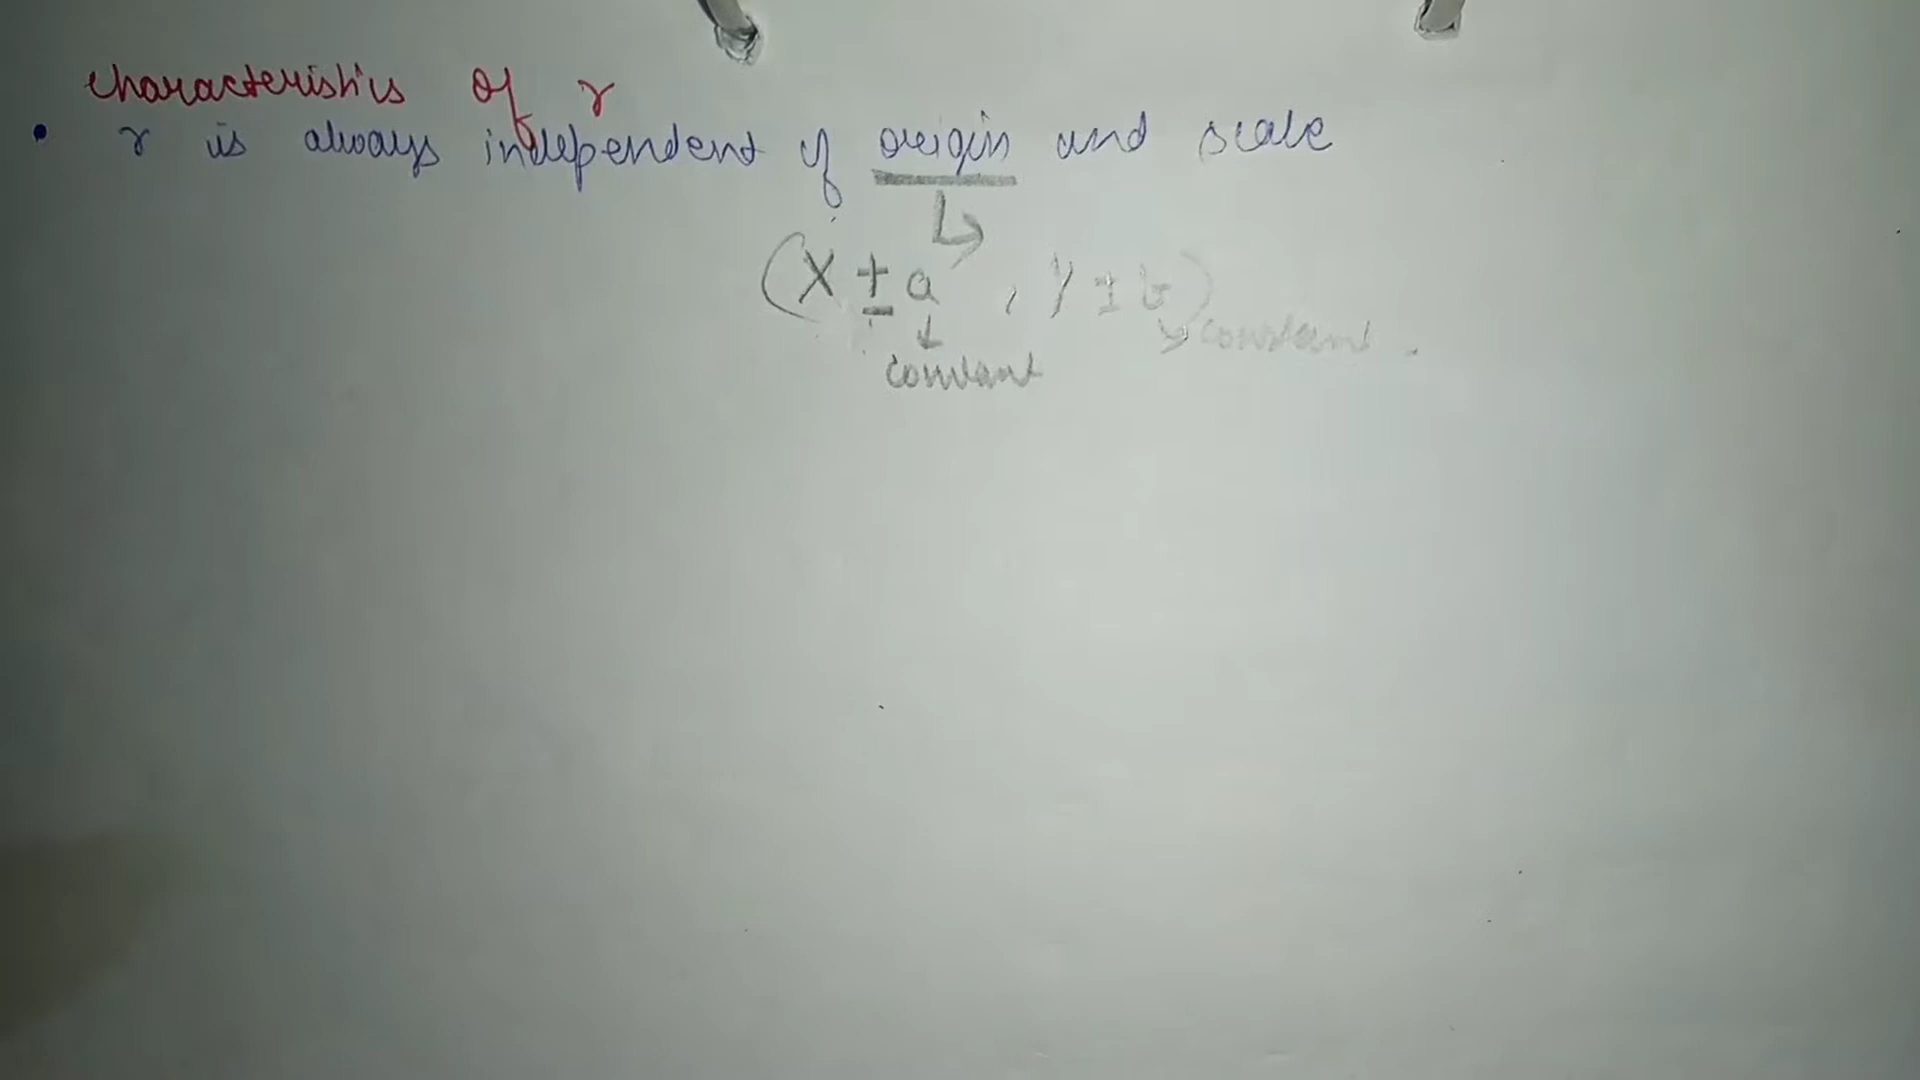 characteristics of r
• r is always independent of origin and scale
(X ± a , Y ± b)
constant
constant